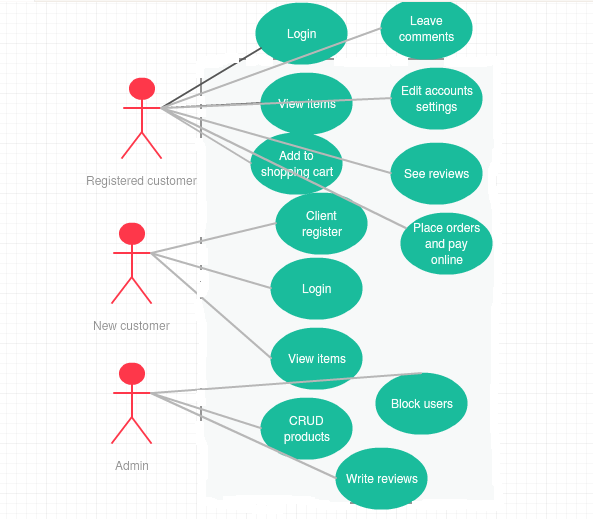 Login
Leave
comments
View items
Edit accounts
settings
Registered customer
Add to
shopping cart
See reviews
Client
register
Place orders
and pay
online
New customer
Login
View items
Admin
Block users
CRUD
products
Write reviews